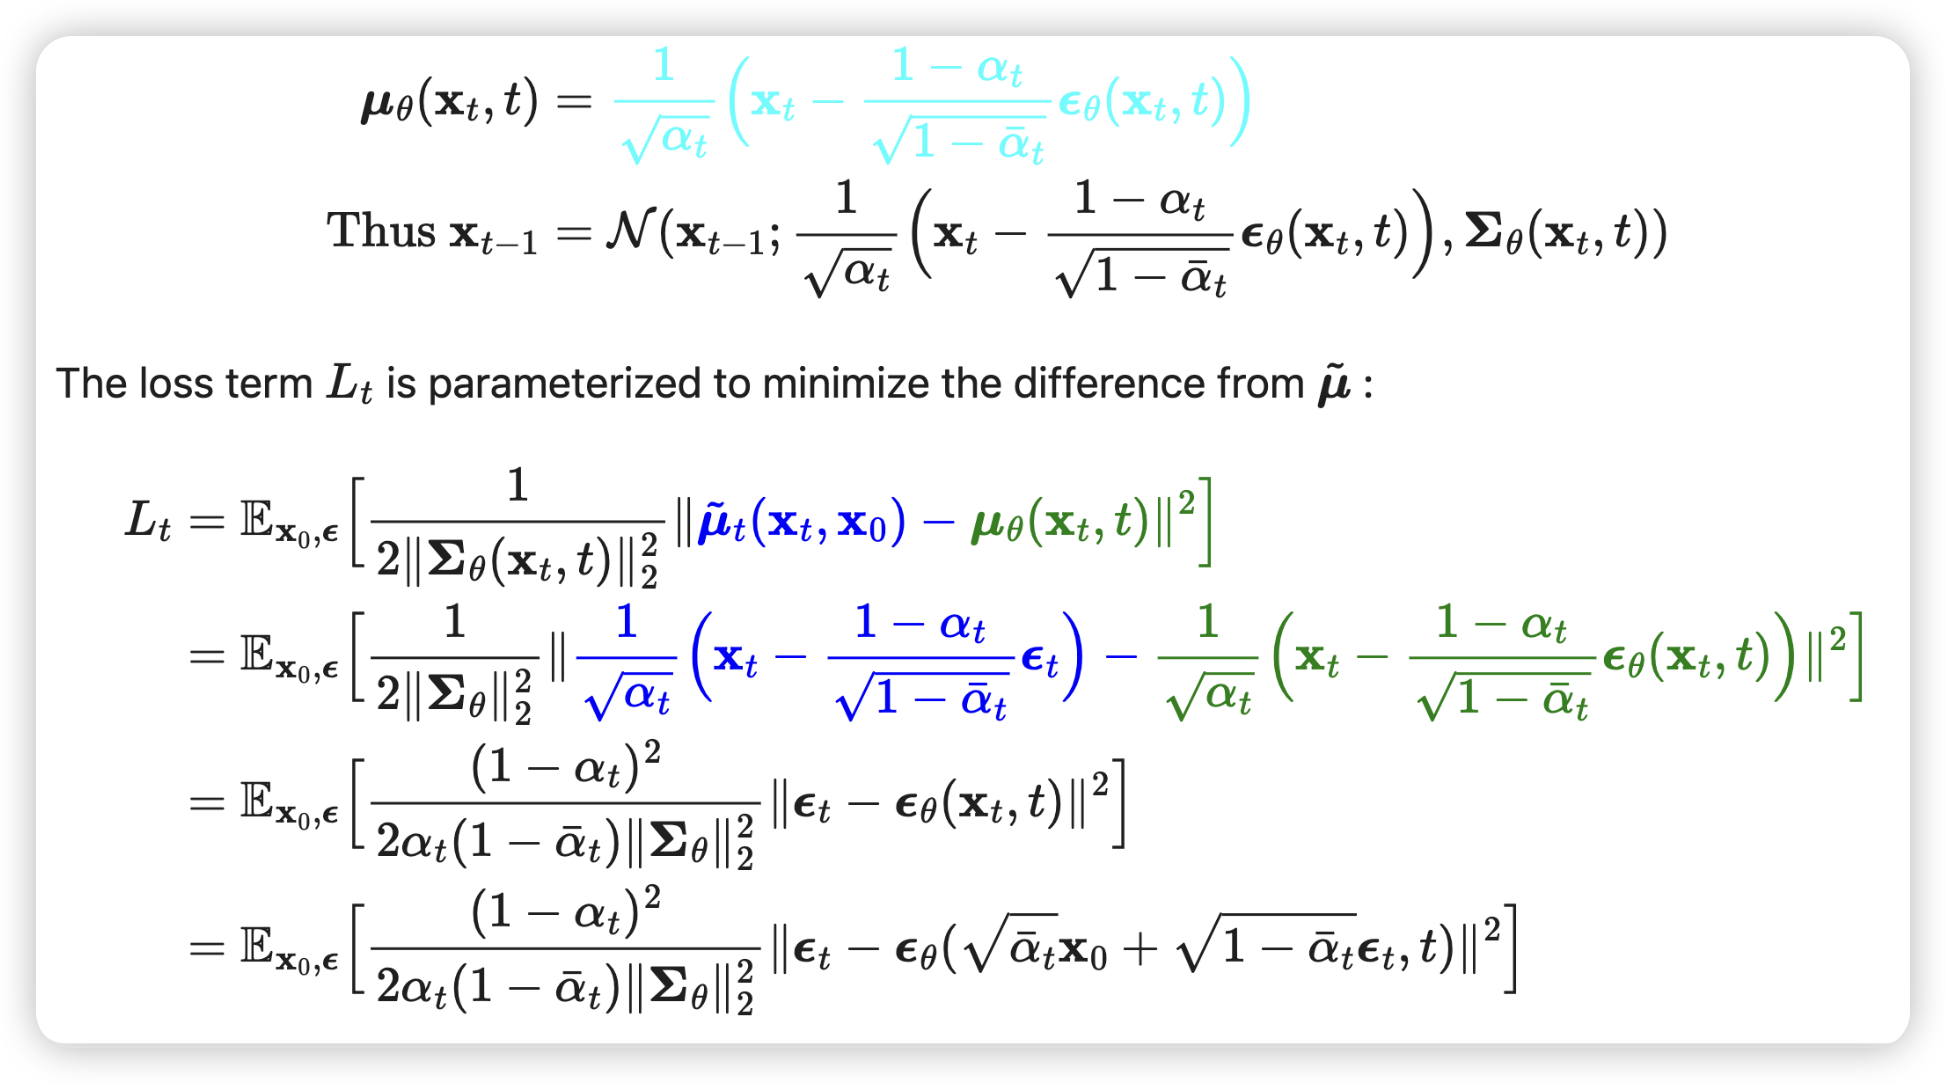 $\boldsymbol{\mu}_\theta(\mathbf{x}_t, t) = \frac{1}{\sqrt{\alpha_t}} \Big( \mathbf{x}_t - \frac{1 - \alpha_t}{\sqrt{1 - \bar{\alpha}_t}} \boldsymbol{\epsilon}_\theta(\mathbf{x}_t, t) \Big)$
Thus $\mathbf{x}_{t-1} = \mathcal{N}(\mathbf{x}_{t-1}; \frac{1}{\sqrt{\alpha_t}} \Big( \mathbf{x}_t - \frac{1 - \alpha_t}{\sqrt{1 - \bar{\alpha}_t}} \boldsymbol{\epsilon}_\theta(\mathbf{x}_t, t) \Big), \boldsymbol{\Sigma}_\theta(\mathbf{x}_t, t))$
The loss term $L_t$ is parameterized to minimize the difference from $\tilde{\boldsymbol{\mu}}$ :
$L_t = \mathbb{E}_{\mathbf{x}_0, \boldsymbol{\epsilon}} \Big[ \frac{1}{2 \| \boldsymbol{\Sigma}_\theta(\mathbf{x}_t, t) \|^2_2} \| \tilde{\boldsymbol{\mu}}_t(\mathbf{x}_t, \mathbf{x}_0) - \boldsymbol{\mu}_\theta(\mathbf{x}_t, t) \|^2 \Big]$
$= \mathbb{E}_{\mathbf{x}_0, \boldsymbol{\epsilon}} \Big[ \frac{1}{2 \| \boldsymbol{\Sigma}_\theta \|^2_2} \| \frac{1}{\sqrt{\alpha_t}} \Big( \mathbf{x}_t - \frac{1 - \alpha_t}{\sqrt{1 - \bar{\alpha}_t}} \boldsymbol{\epsilon}_t \Big) - \frac{1}{\sqrt{\alpha_t}} \Big( \mathbf{x}_t - \frac{1 - \alpha_t}{\sqrt{1 - \bar{\alpha}_t}} \boldsymbol{\epsilon}_\theta(\mathbf{x}_t, t) \Big) \|^2 \Big]$
$= \mathbb{E}_{\mathbf{x}_0, \boldsymbol{\epsilon}} \Big[ \frac{(1 - \alpha_t)^2}{2 \alpha_t (1 - \bar{\alpha}_t) \| \boldsymbol{\Sigma}_\theta \|^2_2} \| \boldsymbol{\epsilon}_t - \boldsymbol{\epsilon}_\theta(\mathbf{x}_t, t) \|^2 \Big]$
$= \mathbb{E}_{\mathbf{x}_0, \boldsymbol{\epsilon}} \Big[ \frac{(1 - \alpha_t)^2}{2 \alpha_t (1 - \bar{\alpha}_t) \| \boldsymbol{\Sigma}_\theta \|^2_2} \| \boldsymbol{\epsilon}_t - \boldsymbol{\epsilon}_\theta(\sqrt{\bar{\alpha}_t} \mathbf{x}_0 + \sqrt{1 - \bar{\alpha}_t} \boldsymbol{\epsilon}_t, t) \|^2 \Big]$